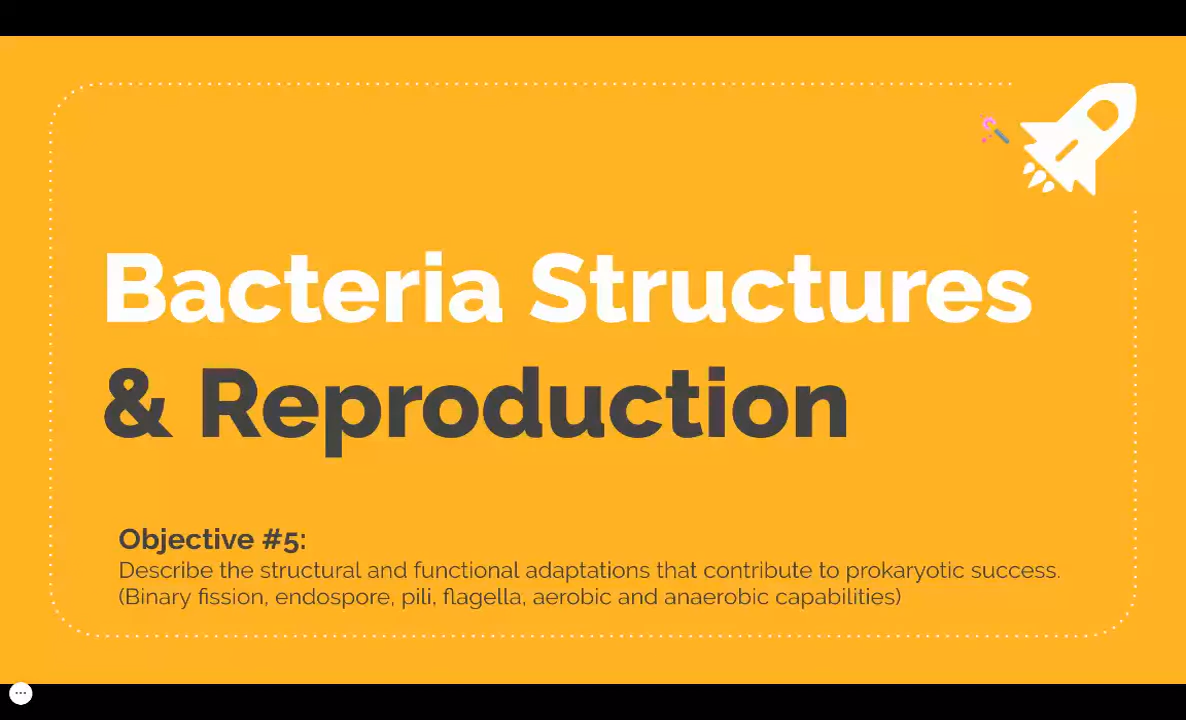 Bacteria Structures
& Reproduction
Objective #5:
Describe the structural and functional adaptations that contribute to prokaryotic success.
(Binary fission, endospore, pili, flagella, aerobic and anaerobic capabilities)